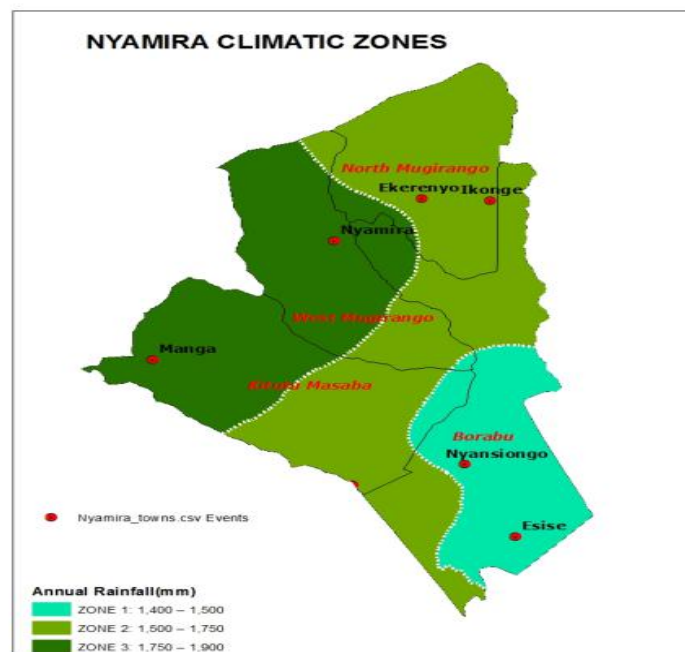 NYAMIRA CLIMATIC ZONES
North Mugirango
Ekerenyo
Ikonge
Nyamira
West Mugirango
Manga
Kitutu Masaba
Borabu
Nyansiongo
Esise
Nyamira_towns.csv Events
Annual Rainfall(mm)
ZONE 1: 1,400 – 1,500
ZONE 2: 1,500 – 1,750
ZONE 3: 1,750 – 1,900